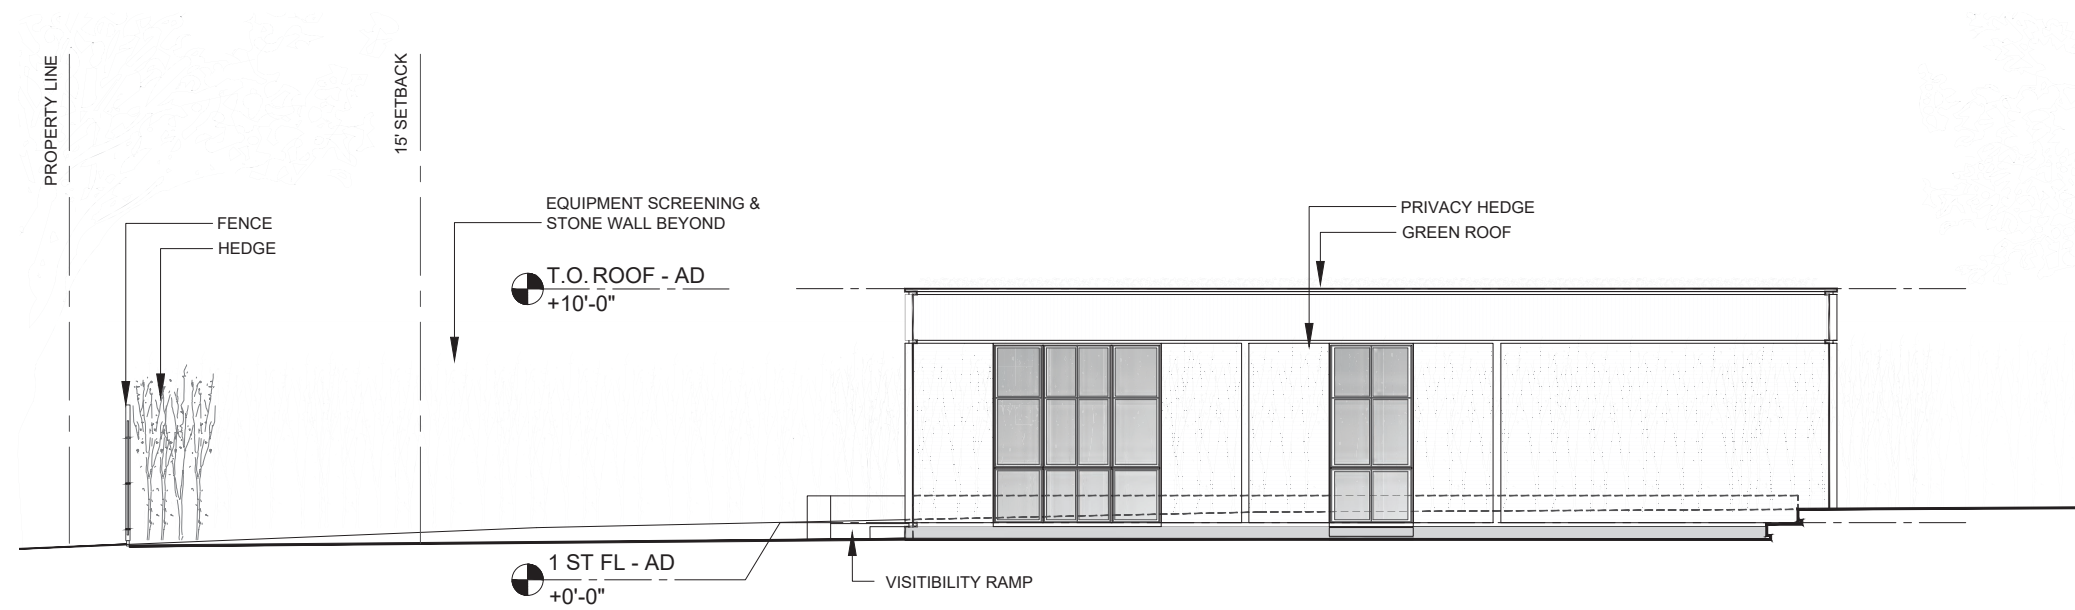 PROPERTY LINE
15' SETBACK
FENCE
HEDGE
EQUIPMENT SCREENING &
STONE WALL BEYOND
T.O. ROOF - AD
+10'-0"
PRIVACY HEDGE
GREEN ROOF
1 ST FL - AD
+0'-0"
VISITIBILITY RAMP